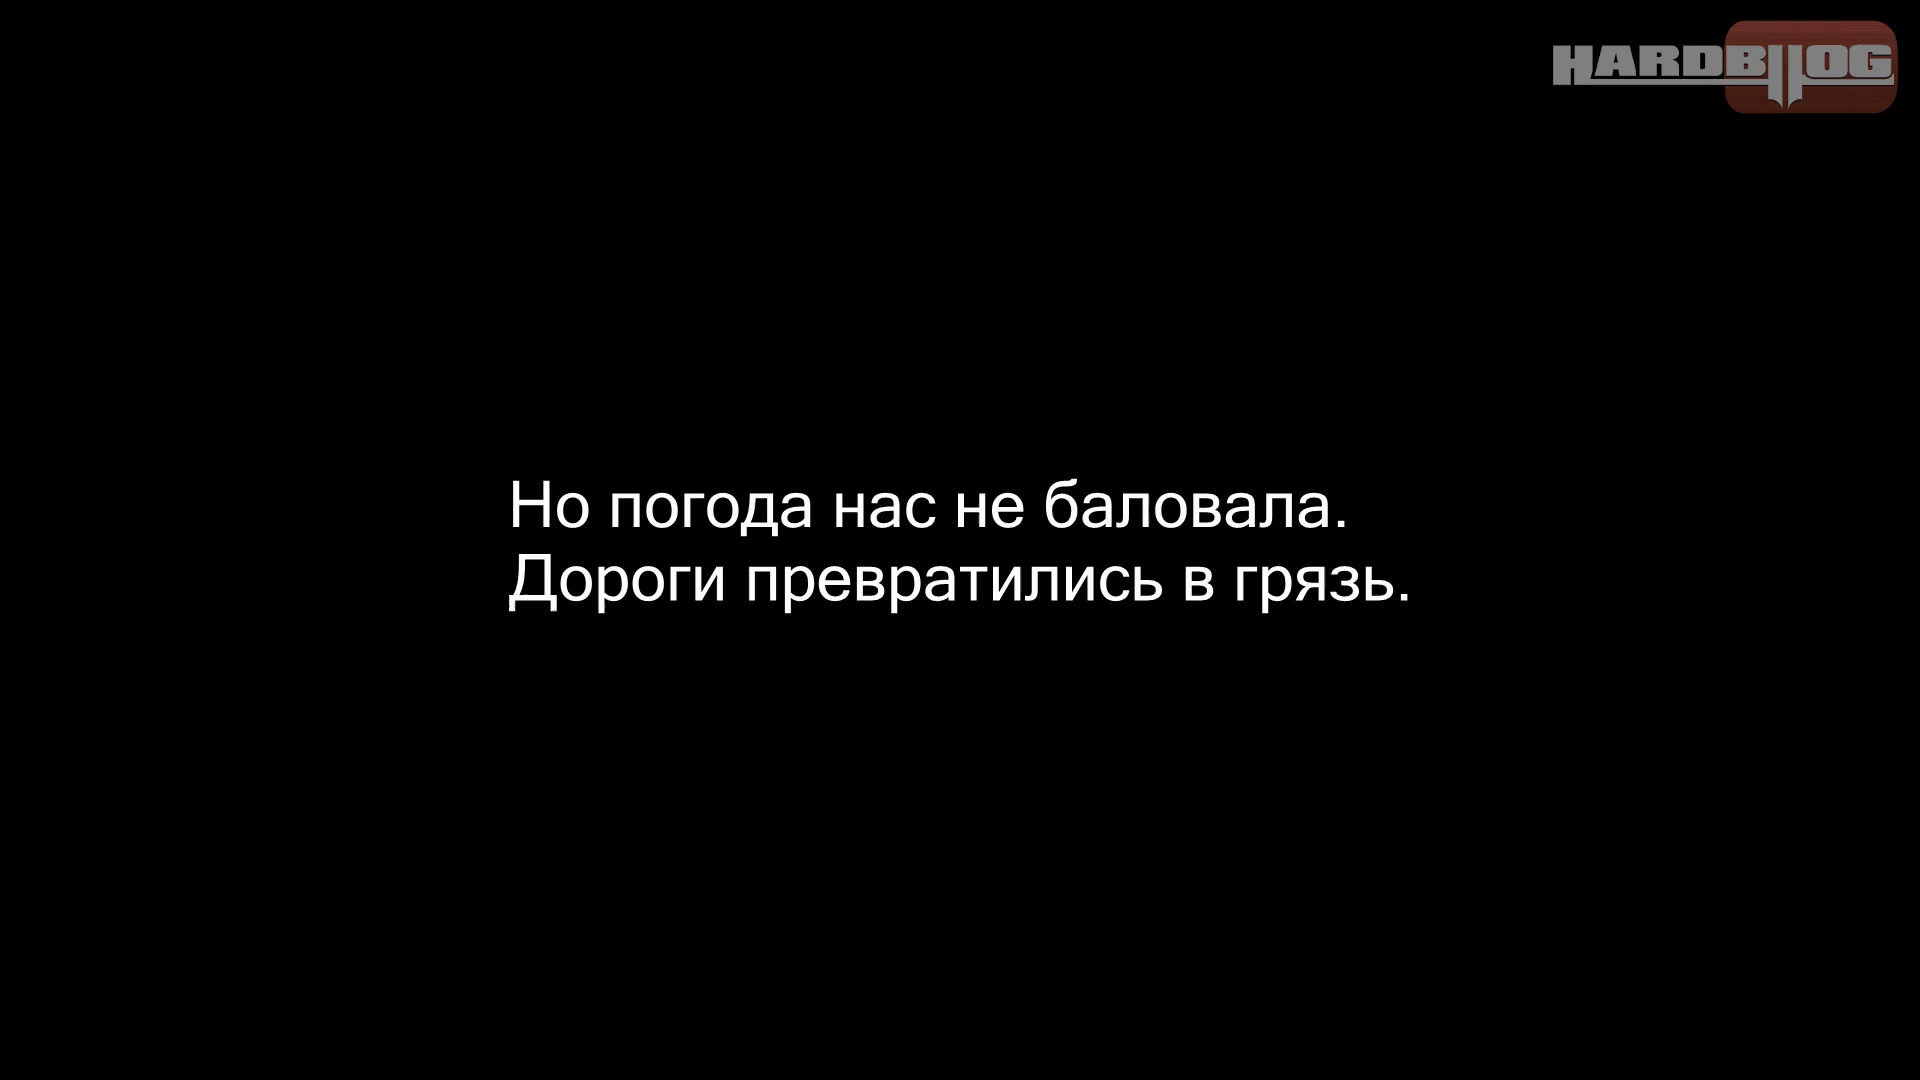 HARDBLOG
Но погода нас не баловала.
Дороги превратились в грязь.